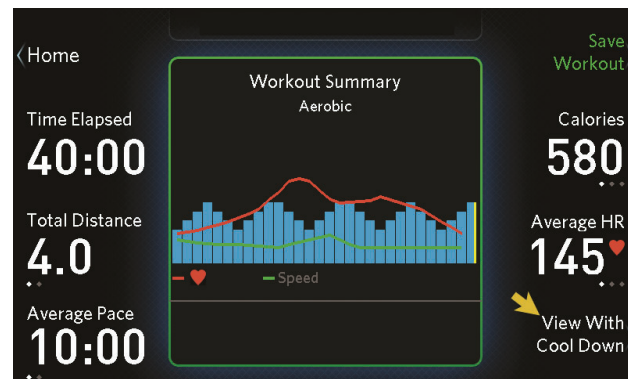 Home
Save
Workout
Workout Summary
Aerobic
Time Elapsed
40:00
Calories
580
Total Distance
4.0
Average HR
145
Speed
Average Pace
10:00
View With
Cool Down